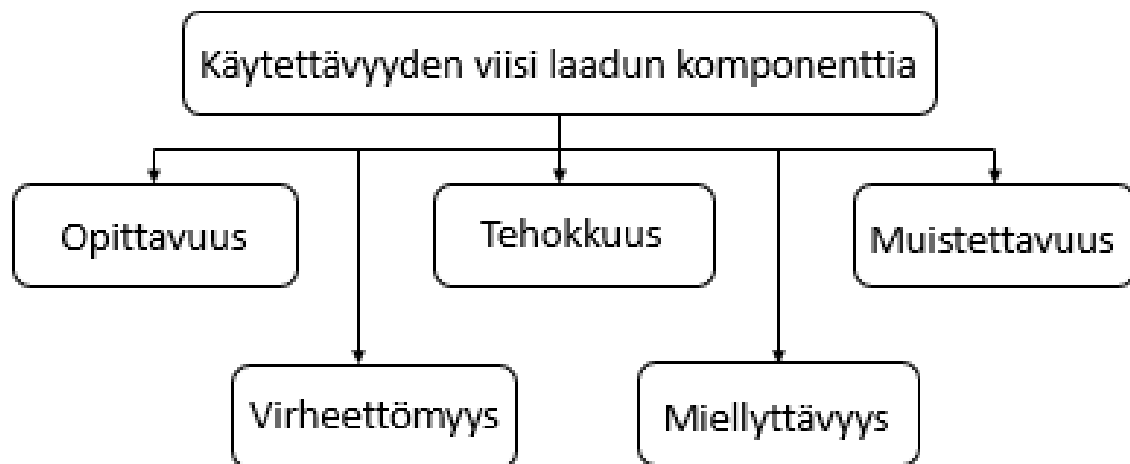 Käytettävyyden viisi laadun komponenttia
Opittavuus
Tehokkuus
Muistettavuus
Virheettömyys
Miellyttävyys